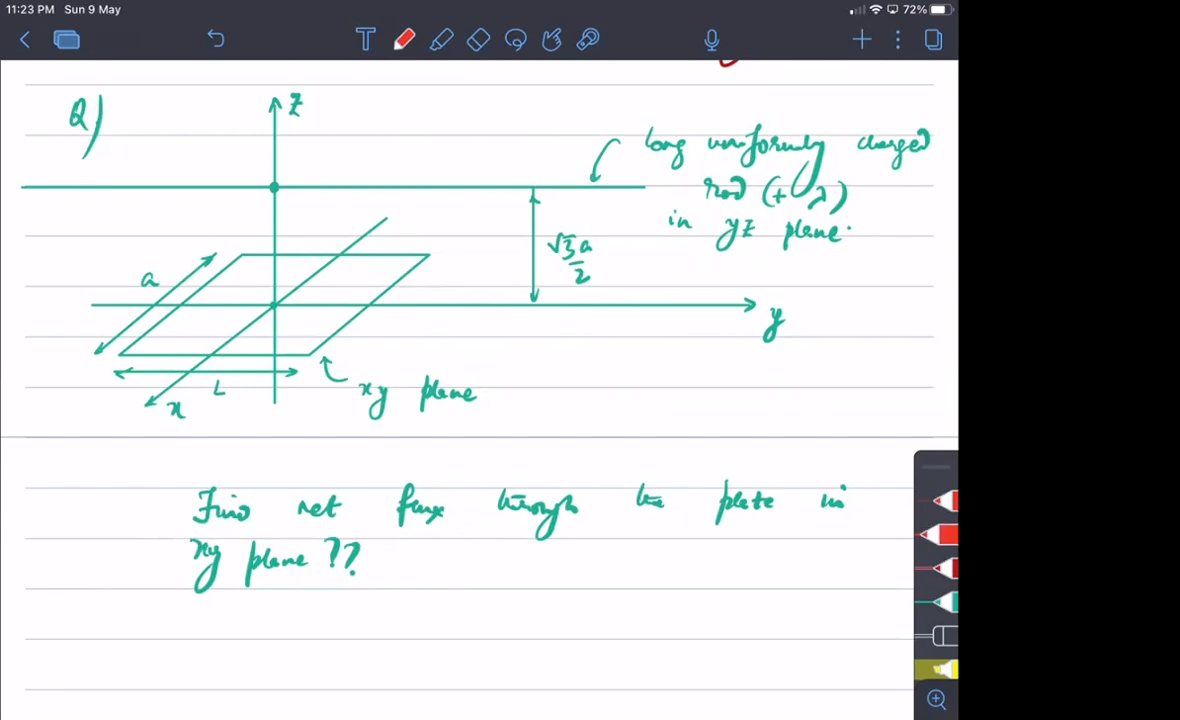 11:23 PM Sun 9 May
72%
Q)
z
long uniformly charged
rod (+λ)
in yz plane.
√3a/2
a
y
L
x
xy plane
Find net flux through the plate in
xy plane ??